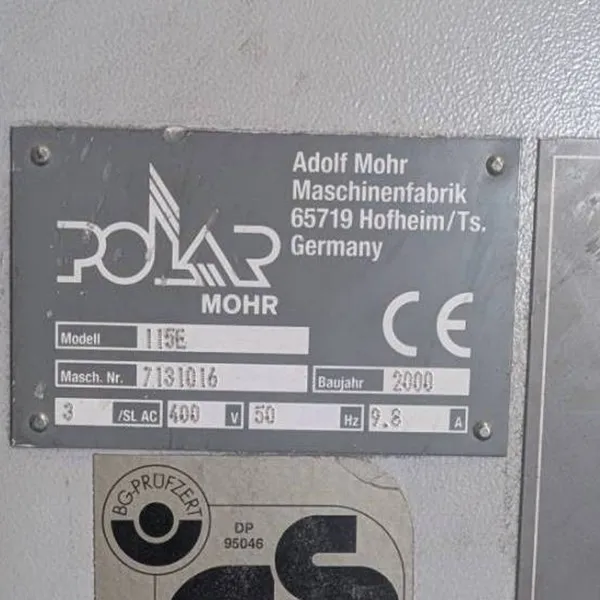 Adolf Mohr
Maschinenfabrik
65719 Hofheim/Ts.
Germany
POLAR
MOHR
CE
Modell 115E
Masch. Nr. 7131016 Baujahr 2000
3 /SL AC 400 V 50 Hz 9.8 A
BG-PRÜFZERT
DP
95046
GS